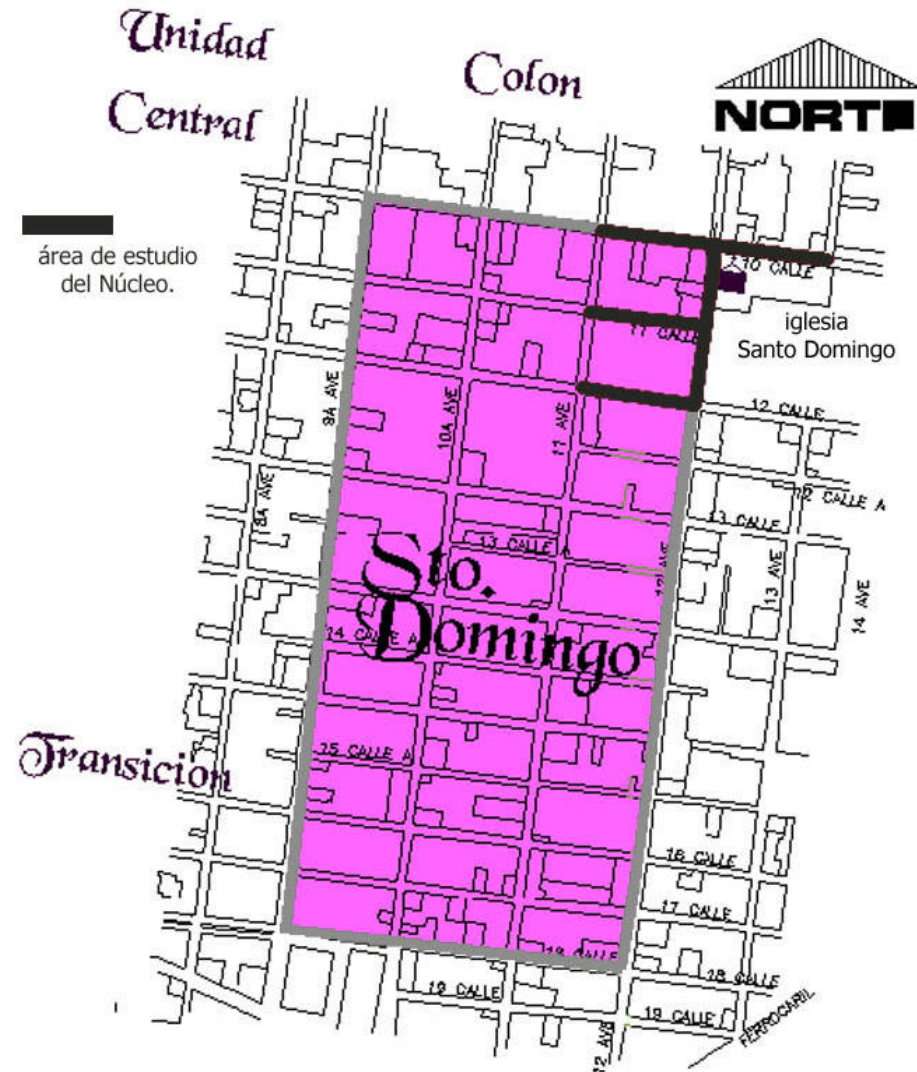 Unidad
Central
Colon
NORTE
área de estudio
del Núcleo.
10 CALLE
iglesia
Santo Domingo
11 CALLE
12 CALLE
9A AVE
10A AVE
11 AVE
8A AVE
12 CALLE A
13 CALLE
13 CALLE A
12 AVE
13 AVE
14 AVE
Sto.
Domingo
14 CALLE A
15 CALLE A
Transicion
16 CALLE
17 CALLE
18 CALLE
18 CALLE
19 CALLE
19 CALLE
12 AVE
FERROCARIL